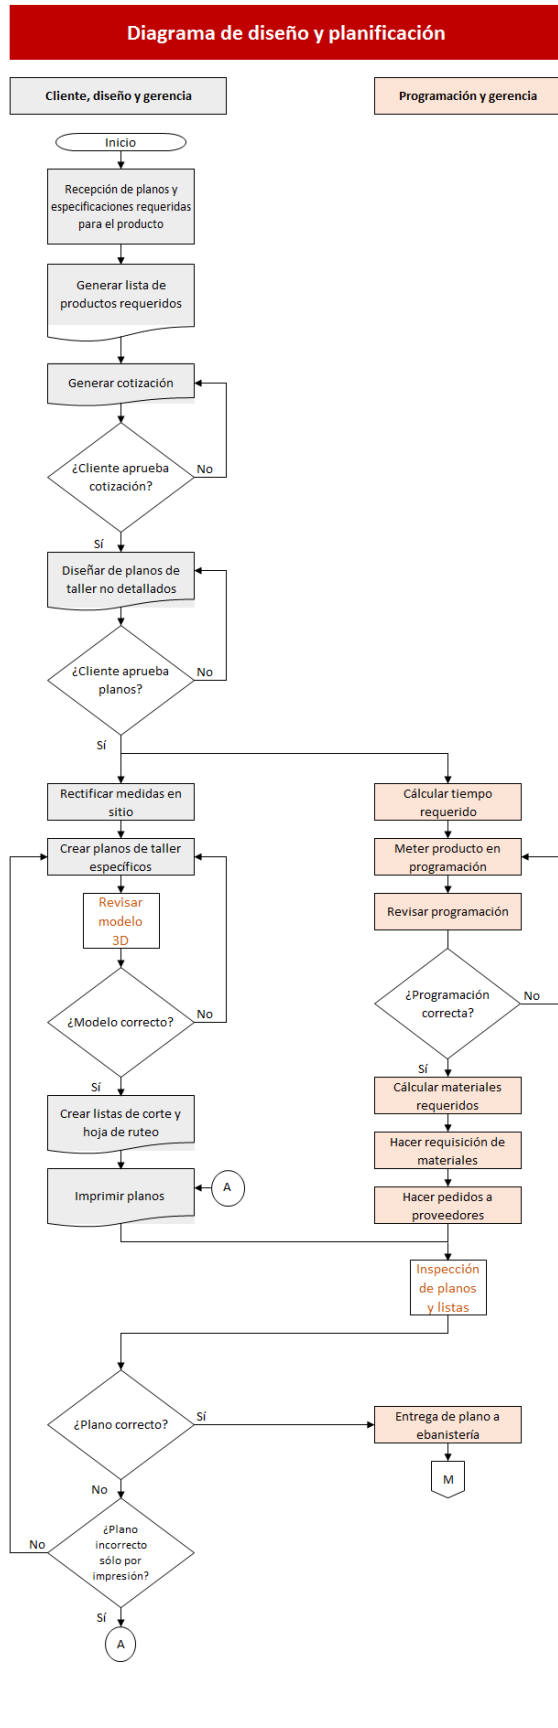 Diagrama de diseño y planificación
Cliente, diseño y gerencia
Programación y gerencia
Inicio
Recepción de planos y
especificaciones requeridas
para el producto
Generar lista de
productos requeridos
Generar cotización
¿Cliente aprueba
cotización?
No
Sí
Diseñar de planos de
taller no detallados
¿Cliente aprueba
planos?
No
Sí
Rectificar medidas en
sitio
Crear planos de taller
específicos
Revisar
modelo
3D
¿Modelo correcto?
No
Sí
Crear listas de corte y
hoja de ruteo
Imprimir planos
A
Cálcular tiempo
requerido
Meter producto en
programación
Revisar programación
¿Programación
correcta?
No
Sí
Cálcular materiales
requeridos
Hacer requisición de
materiales
Hacer pedidos a
proveedores
Inspección
de planos
y listas
¿Plano correcto?
Sí
Entrega de plano a
ebanistería
M
No
¿Plano
incorrecto
sólo por
impresión?
No
Sí
A